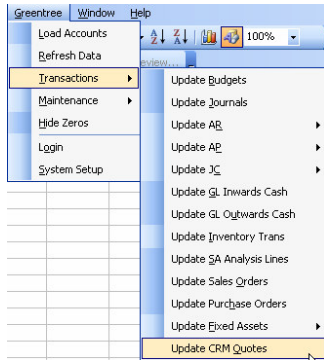 Greentree Window Help
Load Accounts
Refresh Data
Transactions
Maintenance
Hide Zeros
Login
System Setup
100%
eview...
Update Budgets
Update Journals
Update AR
Update AP
Update JC
Update GL Inwards Cash
Update GL Outwards Cash
Update Inventory Trans
Update SA Analysis Lines
Update Sales Orders
Update Purchase Orders
Update Fixed Assets
Update CRM Quotes